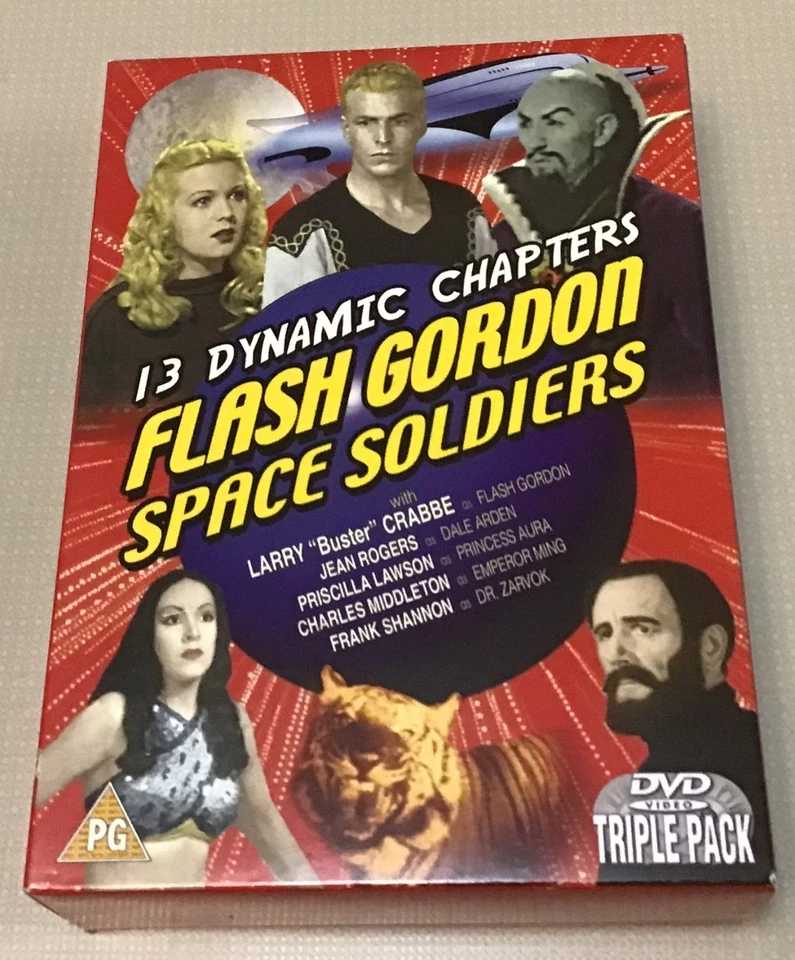 13 DYNAMIC CHAPTERS
FLASH GORDON
SPACE SOLDIERS
with
LARRY "Buster" CRABBE as FLASH GORDON
JEAN ROGERS as DALE ARDEN
PRISCILLA LAWSON as PRINCESS AURA
CHARLES MIDDLETON as EMPEROR MING
FRANK SHANNON as DR. ZARVOK
PG
DVD
VIDEO
TRIPLE PACK